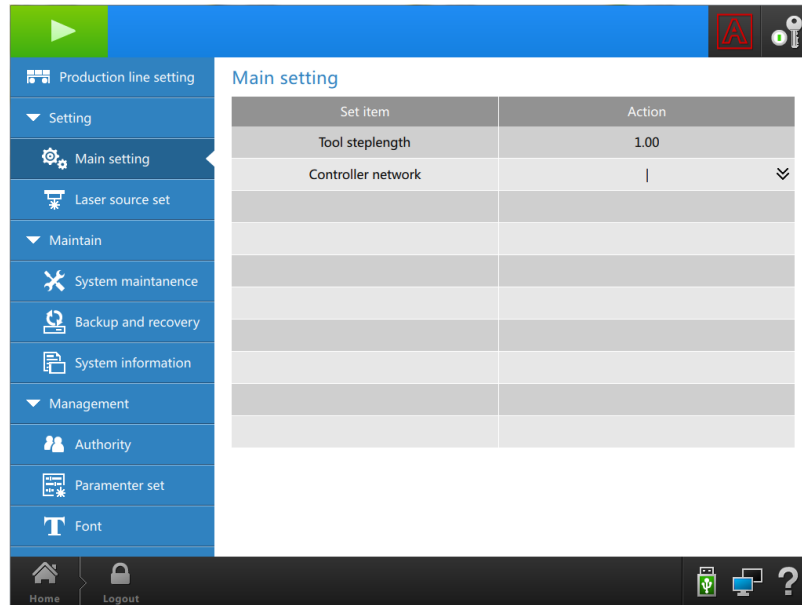 A
Production line setting
Main setting
Setting
Set item Action
Main setting
Tool steplength 1.00
Controller network
Laser source set
Maintain
System maintanence
Backup and recovery
System information
Management
Authority
Paramenter set
T Font
Home Logout ?